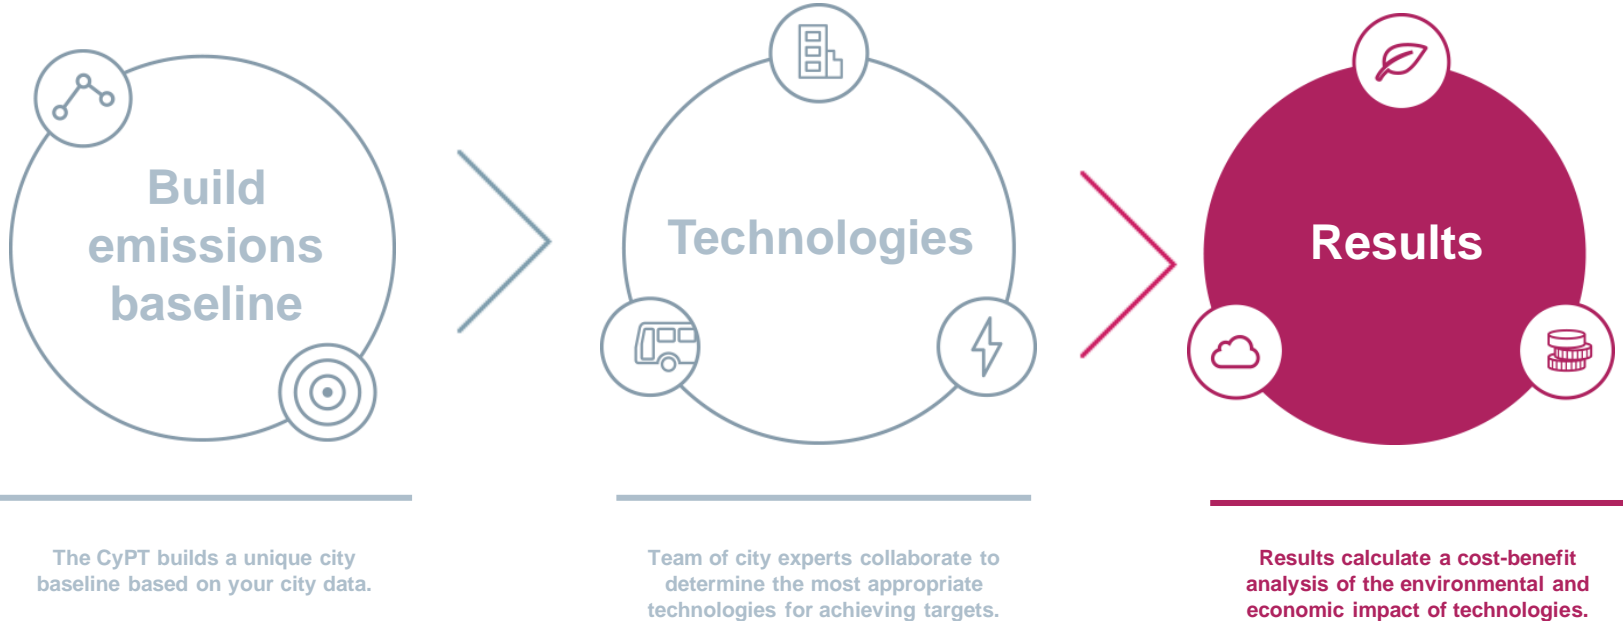 Build
emissions
baseline
Technologies
Results
The CyPT builds a unique city
baseline based on your city data.
Team of city experts collaborate to
determine the most appropriate
technologies for achieving targets.
Results calculate a cost-benefit
analysis of the environmental and
economic impact of technologies.